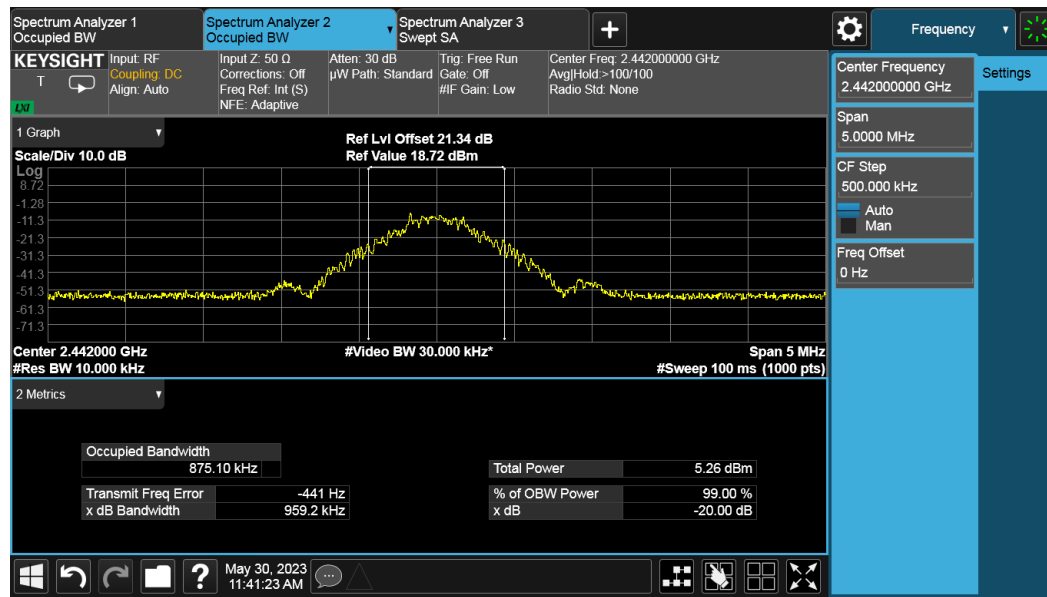 Spectrum Analyzer 1
Occupied BW
Spectrum Analyzer 2
Occupied BW
Spectrum Analyzer 3
Swept SA
+
Frequency
KEYSIGHT
T
LXI
Input: RF
Coupling: DC
Align: Auto
Input Z: 50 Ω
Corrections: Off
Freq Ref: Int (S)
NFE: Adaptive
Atten: 30 dB
µW Path: Standard
Trig: Free Run
Gate: Off
#IF Gain: Low
Center Freq: 2.442000000 GHz
Avg|Hold:>100/100
Radio Std: None
Center Frequency
2.442000000 GHz
Settings
Span
5.0000 MHz
CF Step
500.000 kHz
Auto
Man
Freq Offset
0 Hz
1 Graph
Ref Lvl Offset 21.34 dB
Scale/Div 10.0 dB
Ref Value 18.72 dBm
Log
8.72
-1.28
-11.3
-21.3
-31.3
-41.3
-51.3
-61.3
-71.3
Center 2.442000 GHz
#Video BW 30.000 kHz*
Span 5 MHz
#Res BW 10.000 kHz
#Sweep 100 ms (1000 pts)
2 Metrics
Occupied Bandwidth
875.10 kHz
Total Power 5.26 dBm
Transmit Freq Error -441 Hz
% of OBW Power 99.00 %
x dB Bandwidth 959.2 kHz
x dB -20.00 dB
?
May 30, 2023
11:41:23 AM